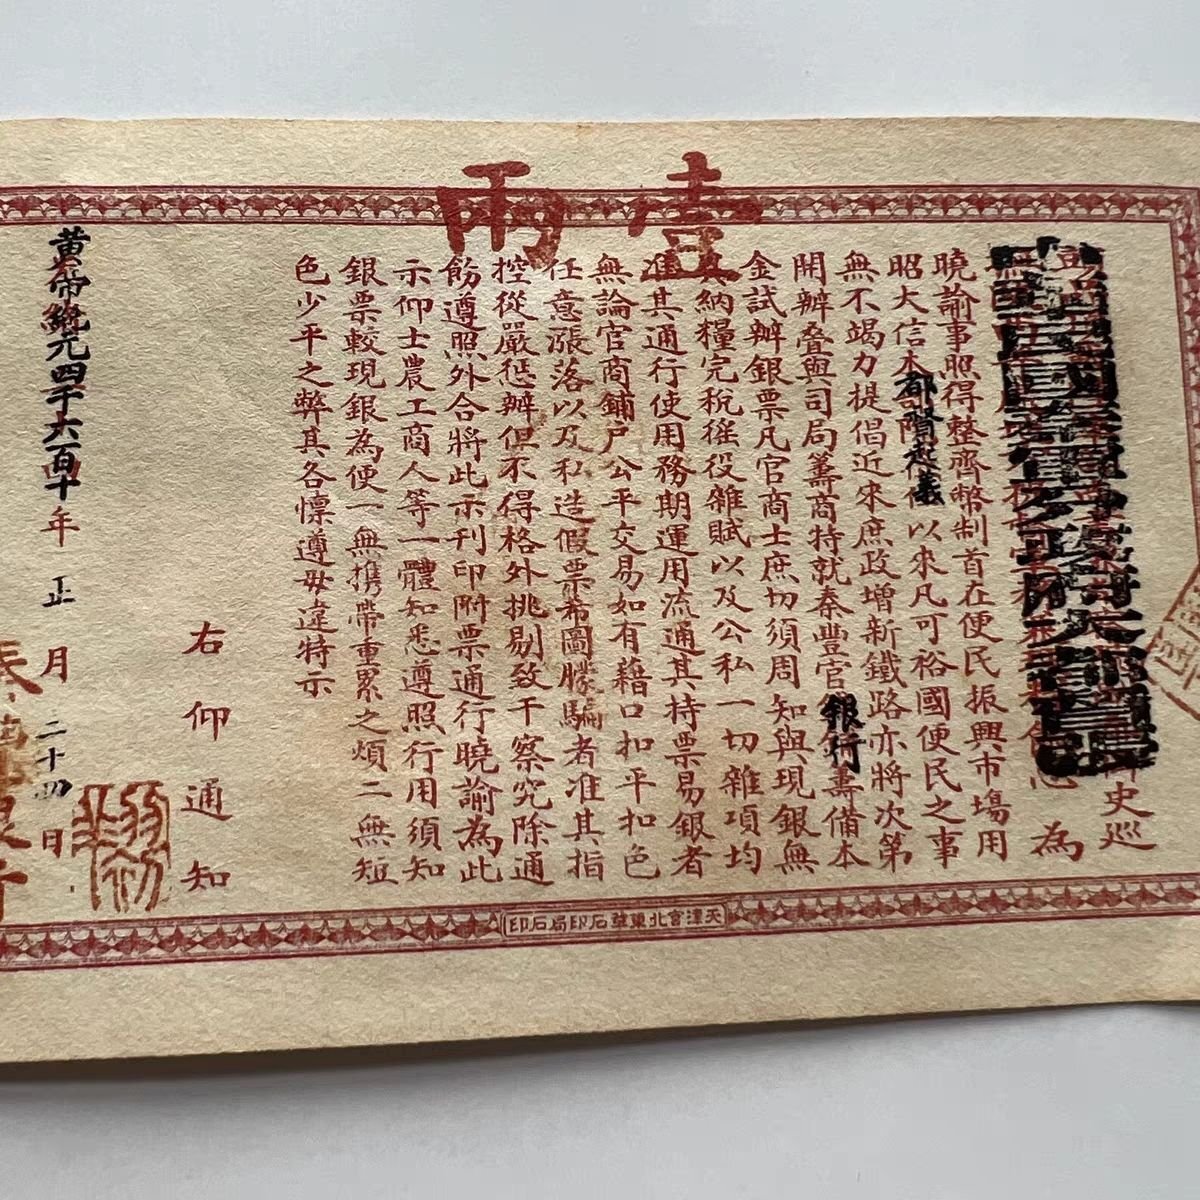 壹兩
史巡
為
曉諭事照得整齊幣制首在便民振興市場用
昭大信本都督起義以來凡可裕國便民之事
無不竭力提倡近來庶政增新鐵路亦將次第
開辦叠與司局籌商特就秦豐官銀行籌備本
金試辦銀票凡官商士庶切須周知與現銀無
納糧完稅徭役雜賦以及公私一切雜項均
准其通行使用務期運用流通其持票易銀者
無論官商鋪户公平交易如有藉口扣平扣色
任意漲落以及私造假票希圖朦騙者准其指
控從嚴惩辦但不得格外挑剔致干察究除通
飭遵照外合將此示刊印附票通行曉諭為此
示仰士農工商人等一體知悉遵照行用須知
銀票較現銀為便一無攜帶重累之煩二無短
色少平之弊其各懍遵毋違特示
右仰通知
黃帝紀元四千六百十年正月二十四日
天津宮北東華石印局石印